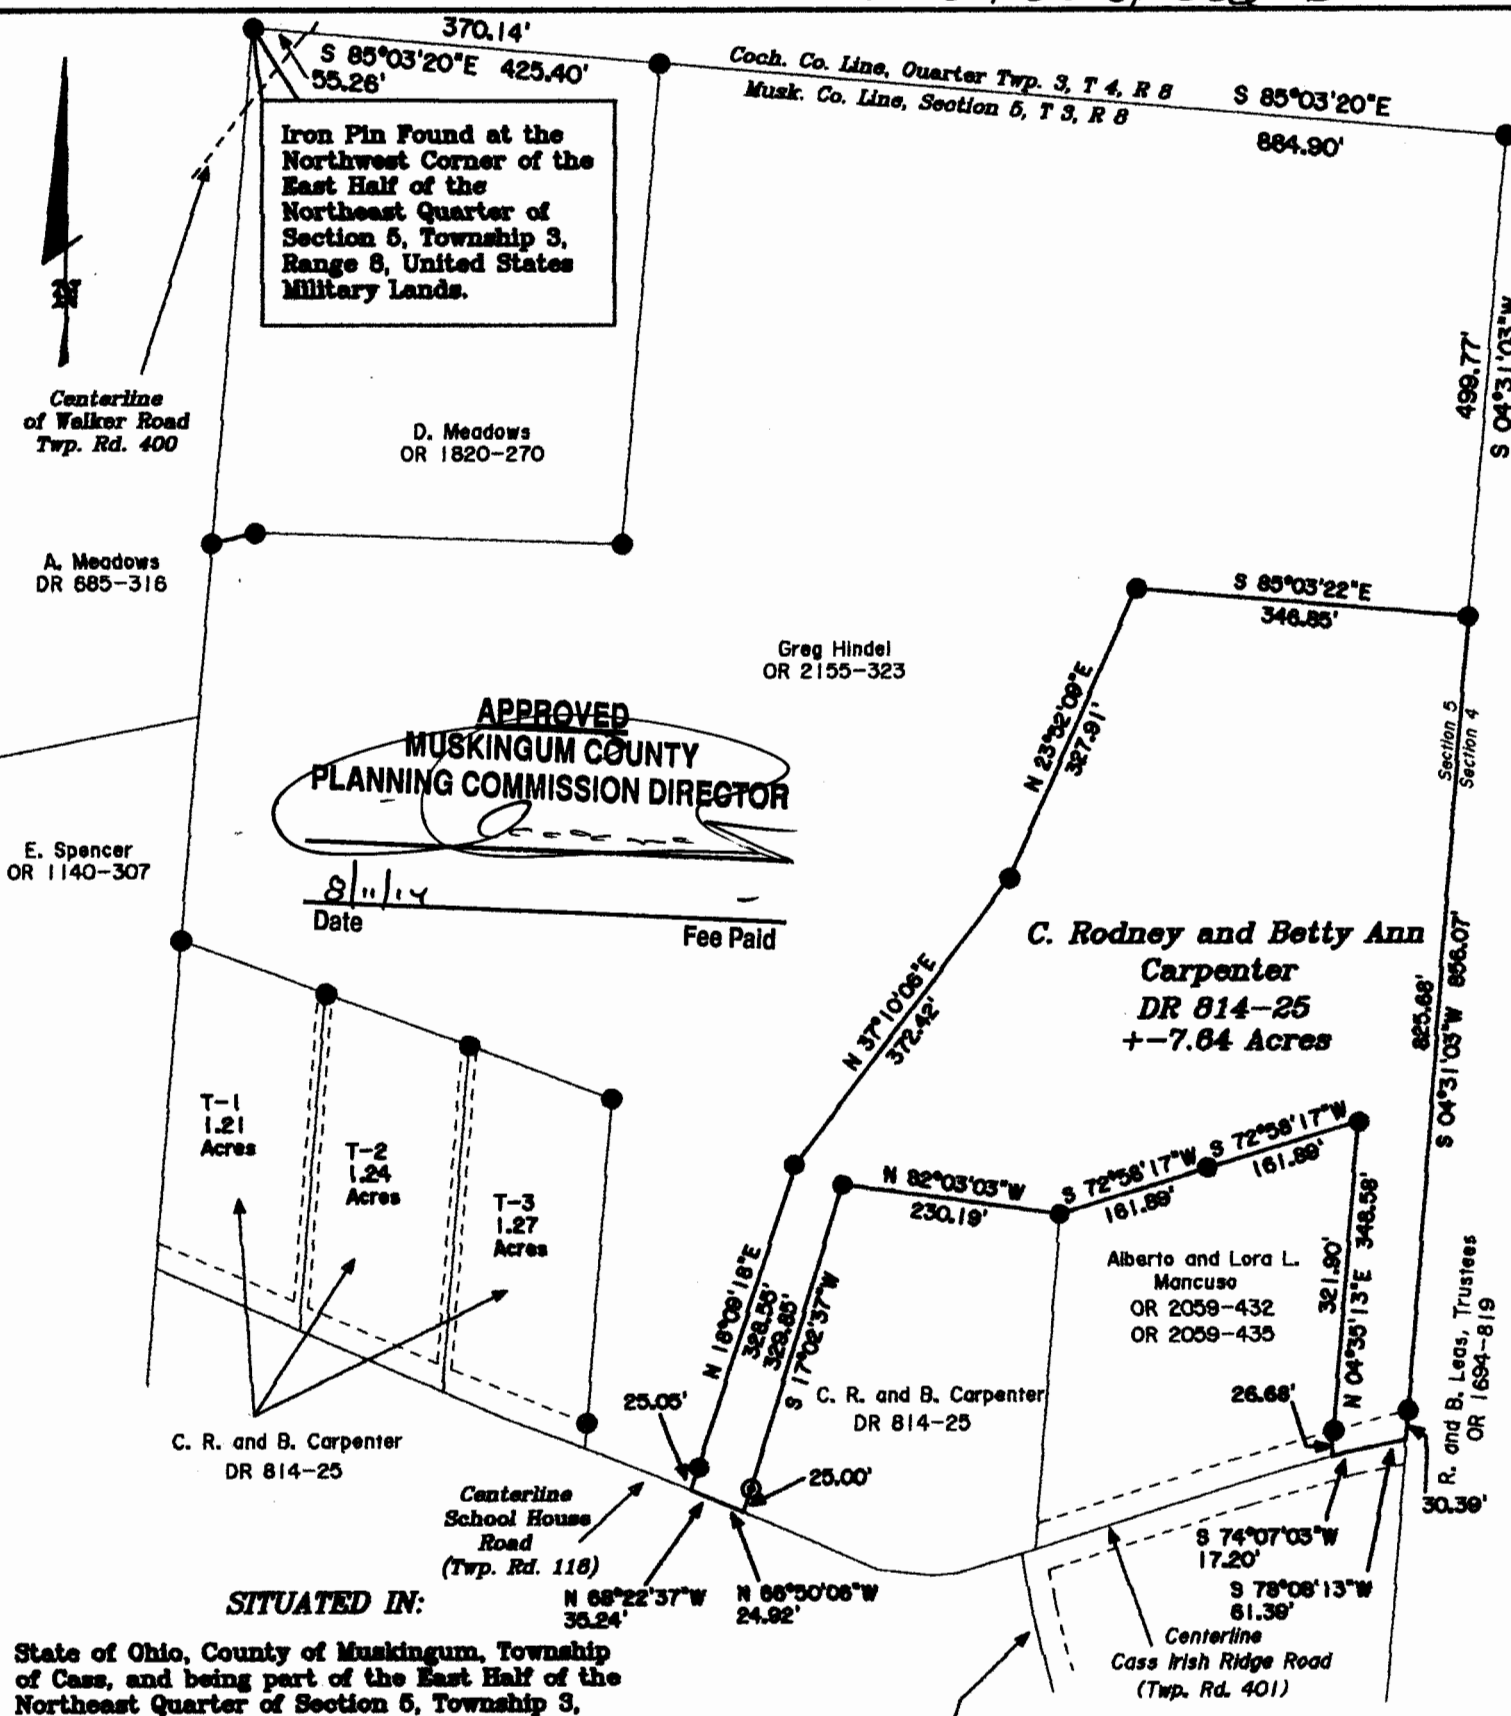 370.14'
S 85°03'20"E 425.40'
55.26'
Coch. Co. Line, Quarter Twp. 3, T 4, R 8
Musk. Co. Line, Section 5, T 3, R 8
S 85°03'20"E
884.90'
Iron Pin Found at the
Northwest Corner of the
East Half of the
Northeast Quarter of
Section 5, Township 3,
Range 8, United States
Military Lands.
N
Centerline
of Welker Road
Twp. Rd. 400
499.77'
S 04°31'03"W
D. Meadows
OR 1820-270
A. Meadows
DR 685-316
S 85°03'22"E
346.85'
Greg Hindel
OR 2155-323
N 23°52'09"E
327.91'
Section 5
Section 4
APPROVED
MUSKINGUM COUNTY
PLANNING COMMISSION DIRECTOR
8/11/14
Date
Fee Paid
E. Spencer
OR 1140-307
C. Rodney and Betty Ann
Carpenter
DR 814-25
+-7.64 Acres
825.68'
S 04°31'03"W 856.07'
N 37°10'06"E
372.42'
T-1
1.21
Acres
T-2
1.24
Acres
T-3
1.27
Acres
N 82°03'03"W
230.19'
S 72°58'17"W
161.89'
S 72°58'17"W
161.89'
321.90'
N 04°35'13"E 348.58'
Alberto and Lora L.
Mancuso
OR 2059-432
OR 2059-435
R. and B. Leas, Trustees
OR 1694-819
N 18°09'18"E
328.55'
329.85'
S 17°02'37"W
C. R. and B. Carpenter
DR 814-25
25.05'
26.68'
25.00'
30.39'
C. R. and B. Carpenter
DR 814-25
Centerline
School House
Road
(Twp. Rd. 118)
N 68°22'37"W
35.24'
N 66°50'06"W
24.92'
S 74°07'03"W
17.20'
S 78°08'13"W
61.39'
Centerline
Cass Irish Ridge Road
(Twp. Rd. 401)
SITUATED IN:
State of Ohio, County of Muskingum, Township
of Cass, and being part of the East Half of the
Northeast Quarter of Section 5, Township 3,